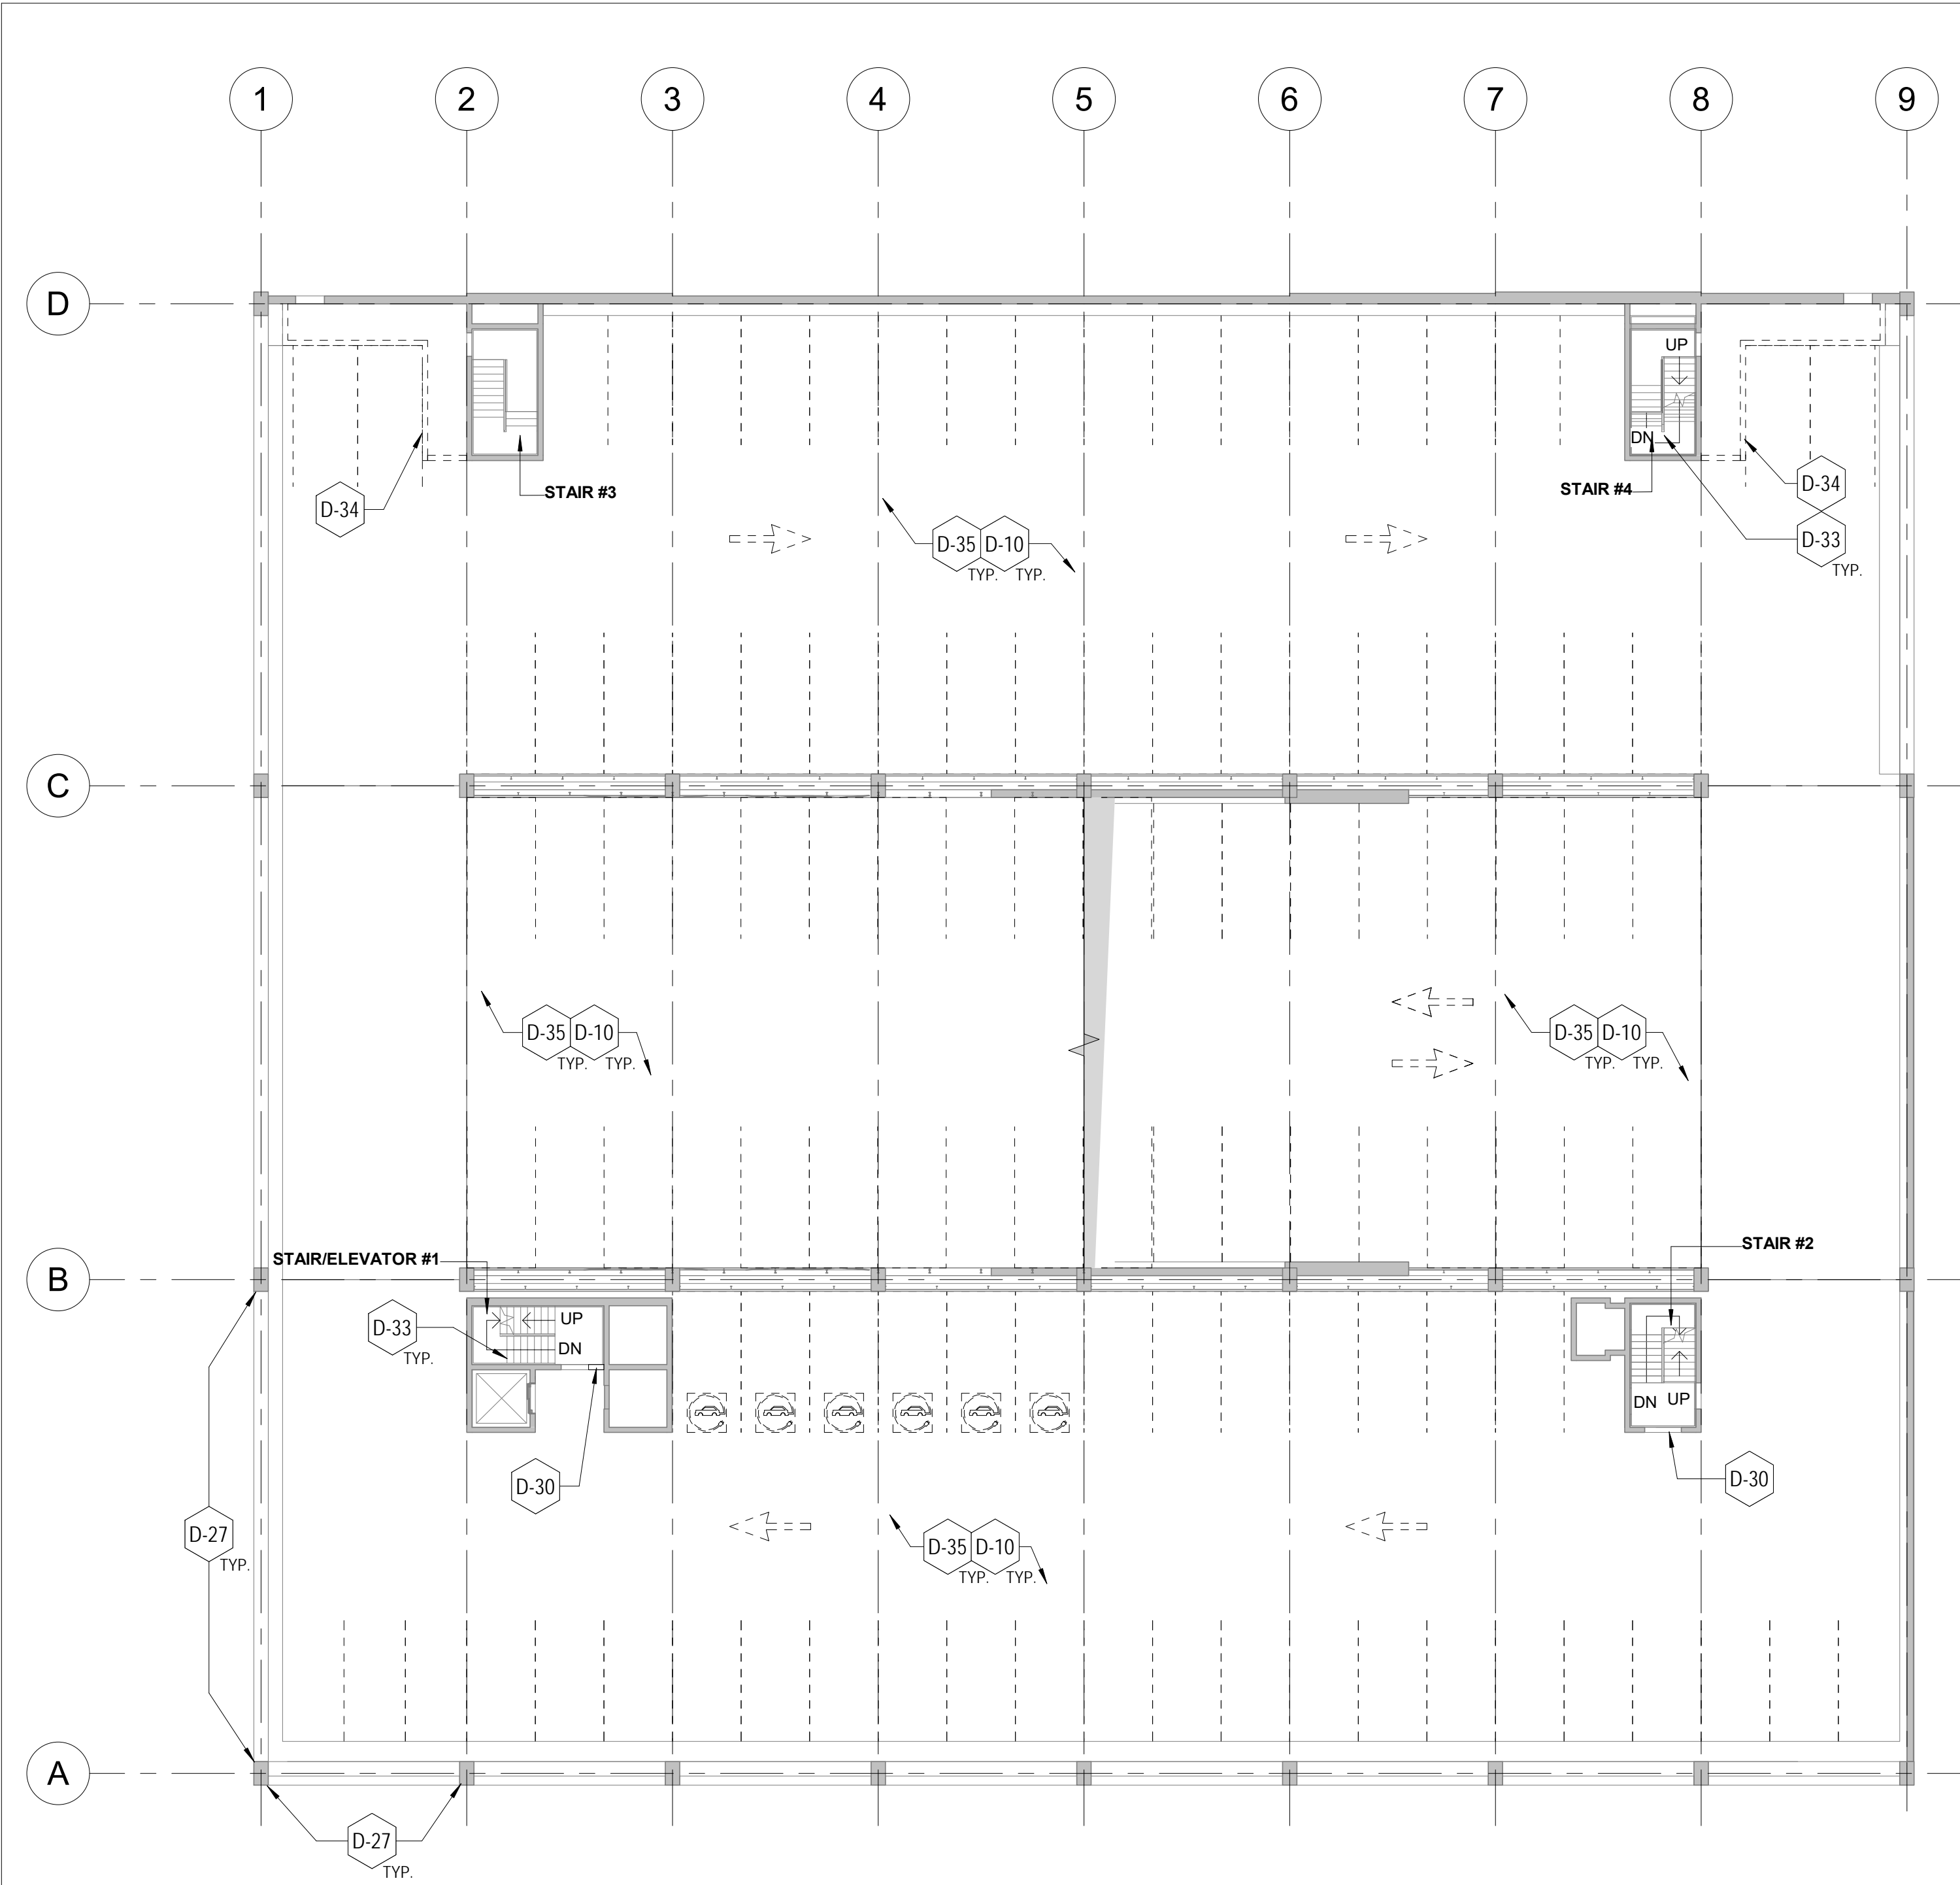 1 2 3 4 5 6 7 8 9
D
UP
DN
STAIR #3
STAIR #4
D-34
D-34
D-35 D-10
TYP. TYP.
D-33
TYP.
C
D-35 D-10
TYP. TYP.
D-35 D-10
TYP. TYP.
STAIR/ELEVATOR #1
STAIR #2
B
D-33
TYP.
UP
DN
DN UP
D-30
D-30
D-27
TYP.
D-35 D-10
TYP. TYP.
A
D-27
TYP.